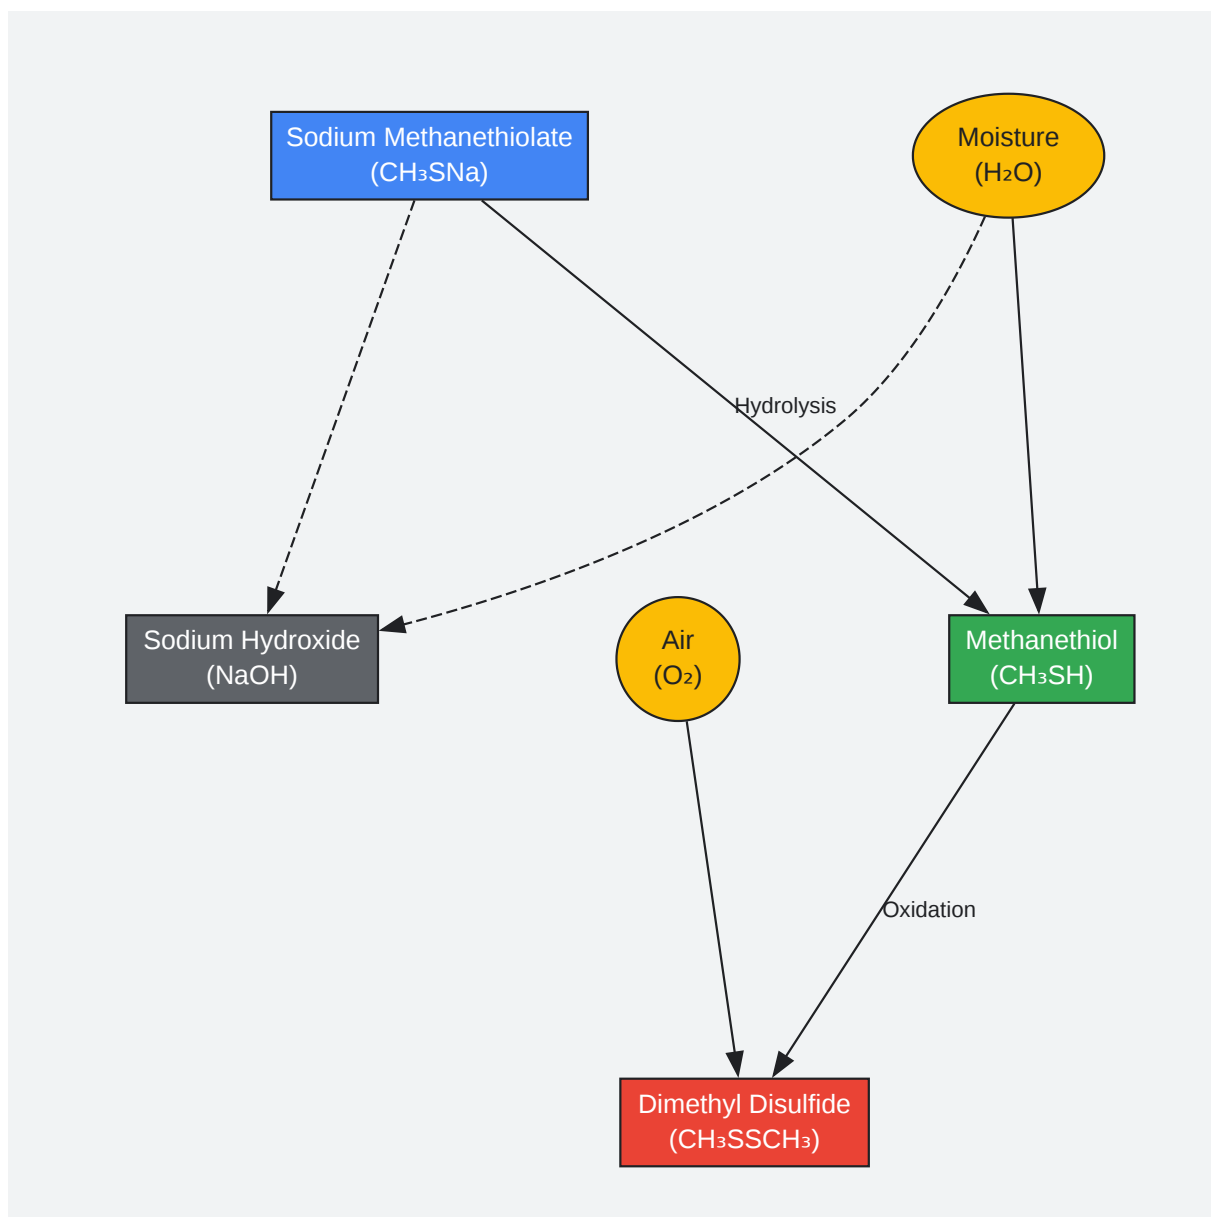 Sodium Methanethiolate
(CH₃SNa)
Moisture
(H₂O)
Hydrolysis
Sodium Hydroxide
(NaOH)
Air
(O₂)
Methanethiol
(CH₃SH)
Oxidation
Dimethyl Disulfide
(CH₃SSCH₃)